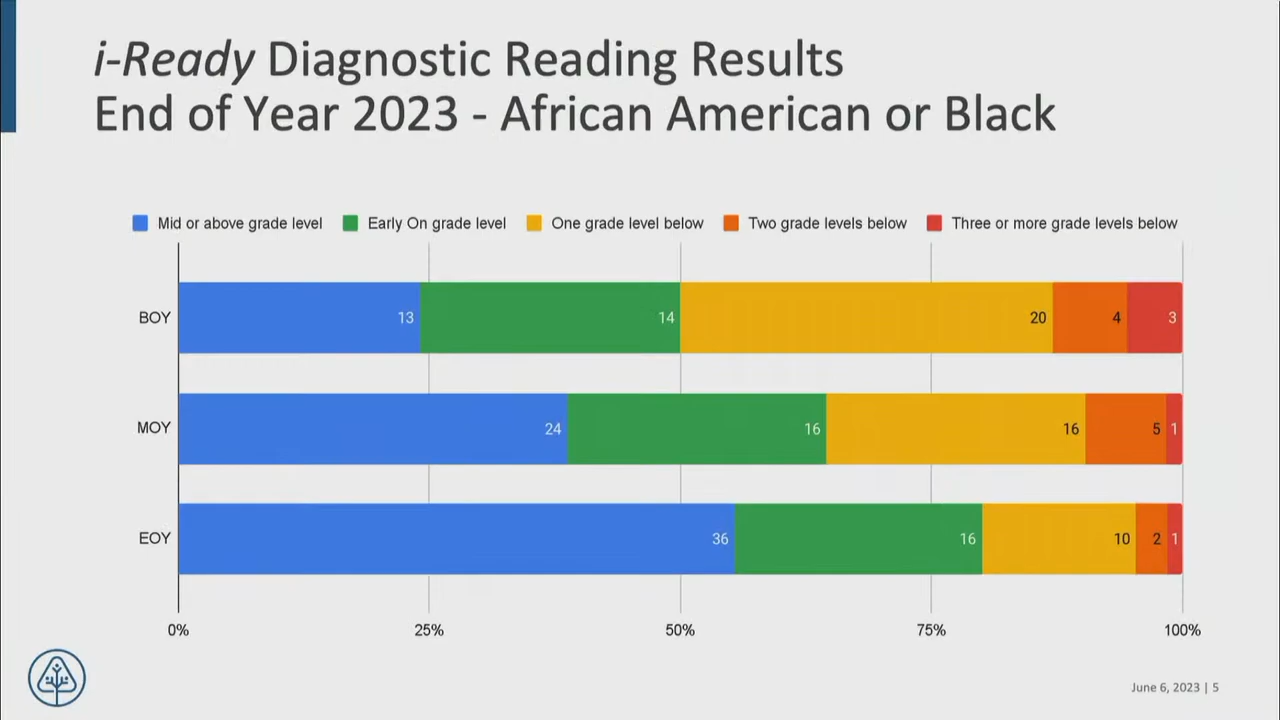 i-Ready Diagnostic Reading Results
End of Year 2023 - African American or Black
Mid or above grade level Early On grade level One grade level below Two grade levels below Three or more grade levels below
BOY 13 14 20 4 3
MOY 24 16 16 5 1
EOY 36 16 10 2 1
0% 25% 50% 75% 100%
June 6, 2023 | 5